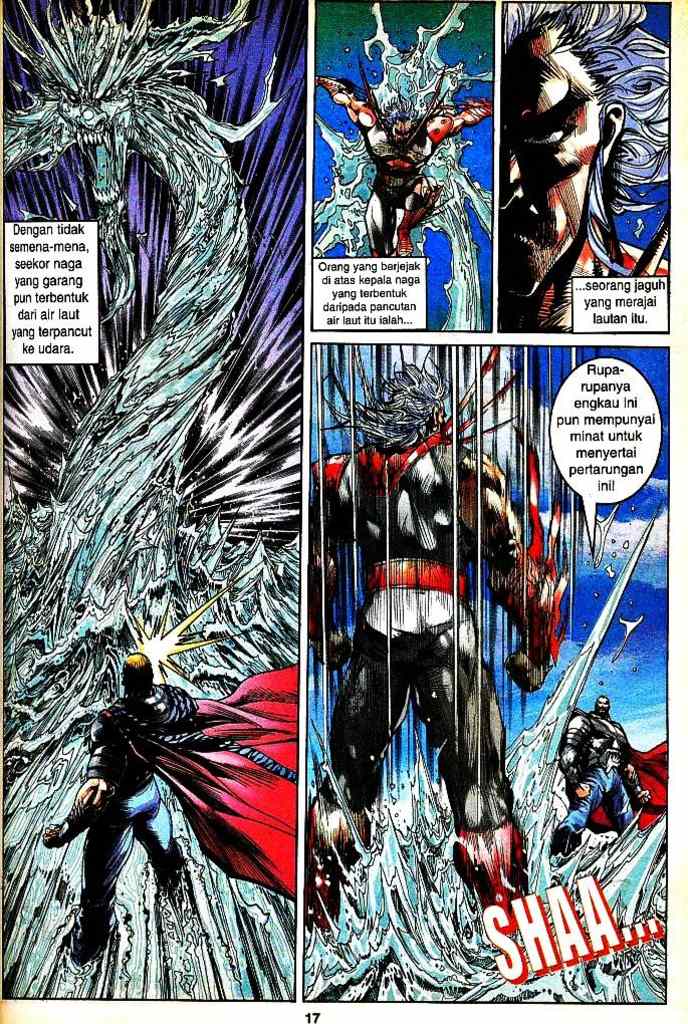 Dengan tidak
semena-mena,
seekor naga
yang garang
pun terbentuk
dari air laut
yang terpancut
ke udara.
Orang yang berjejak
di atas kepala naga
yang terbentuk
daripada pancutan
air laut itu ialah...
...seorang jaguh
yang merajai
lautan itu.
Rupa-
rupanya
engkau ini
pun mempunyai
minat untuk
menyertai
pertarungan
ini!
SHAA...
17